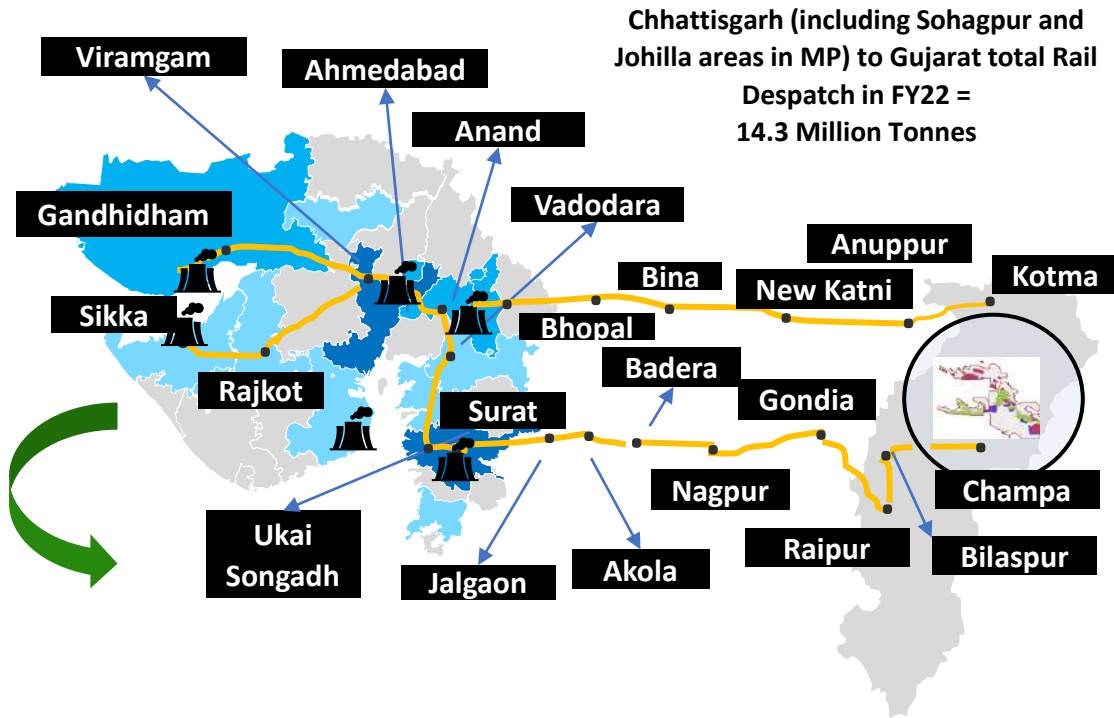 Chhattisgarh (including Sohagpur and
Johilla areas in MP) to Gujarat total Rail
Despatch in FY22 =
14.3 Million Tonnes
Viramgam
Ahmedabad
Anand
Vadodara
Gandhidham
Anuppur
Bina
Kotma
New Katni
Sikka
Bhopal
Badera
Rajkot
Gondia
Surat
Nagpur
Champa
Ukai
Songadh
Raipur
Bilaspur
Jalgaon
Akola